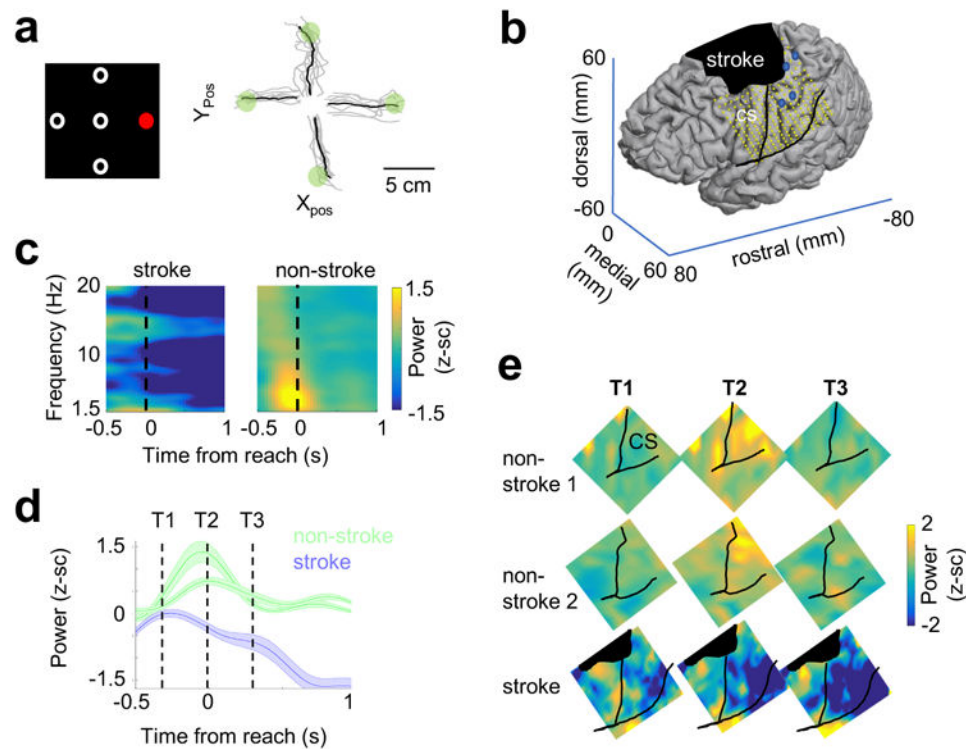 a
Y_Pos
X_pos
5 cm
b
stroke
CS
60
dorsal (mm)
-60
0
medial
(mm)
60
80
rostral (mm)
-80
c
stroke
non-stroke
Frequency (Hz)
20
10
1.5
-0.5
0
1
-0.5
0
1
Time from reach (s)
1.5
Power
(z-sc)
-1.5
d
T1
T2
T3
non-stroke
stroke
Power (z-sc)
1.5
0
-1.5
-0.5
0
1
Time from reach (s)
e
T1
T2
T3
CS
non-
stroke 1
non-
stroke 2
stroke
2
Power
(z-sc)
-2